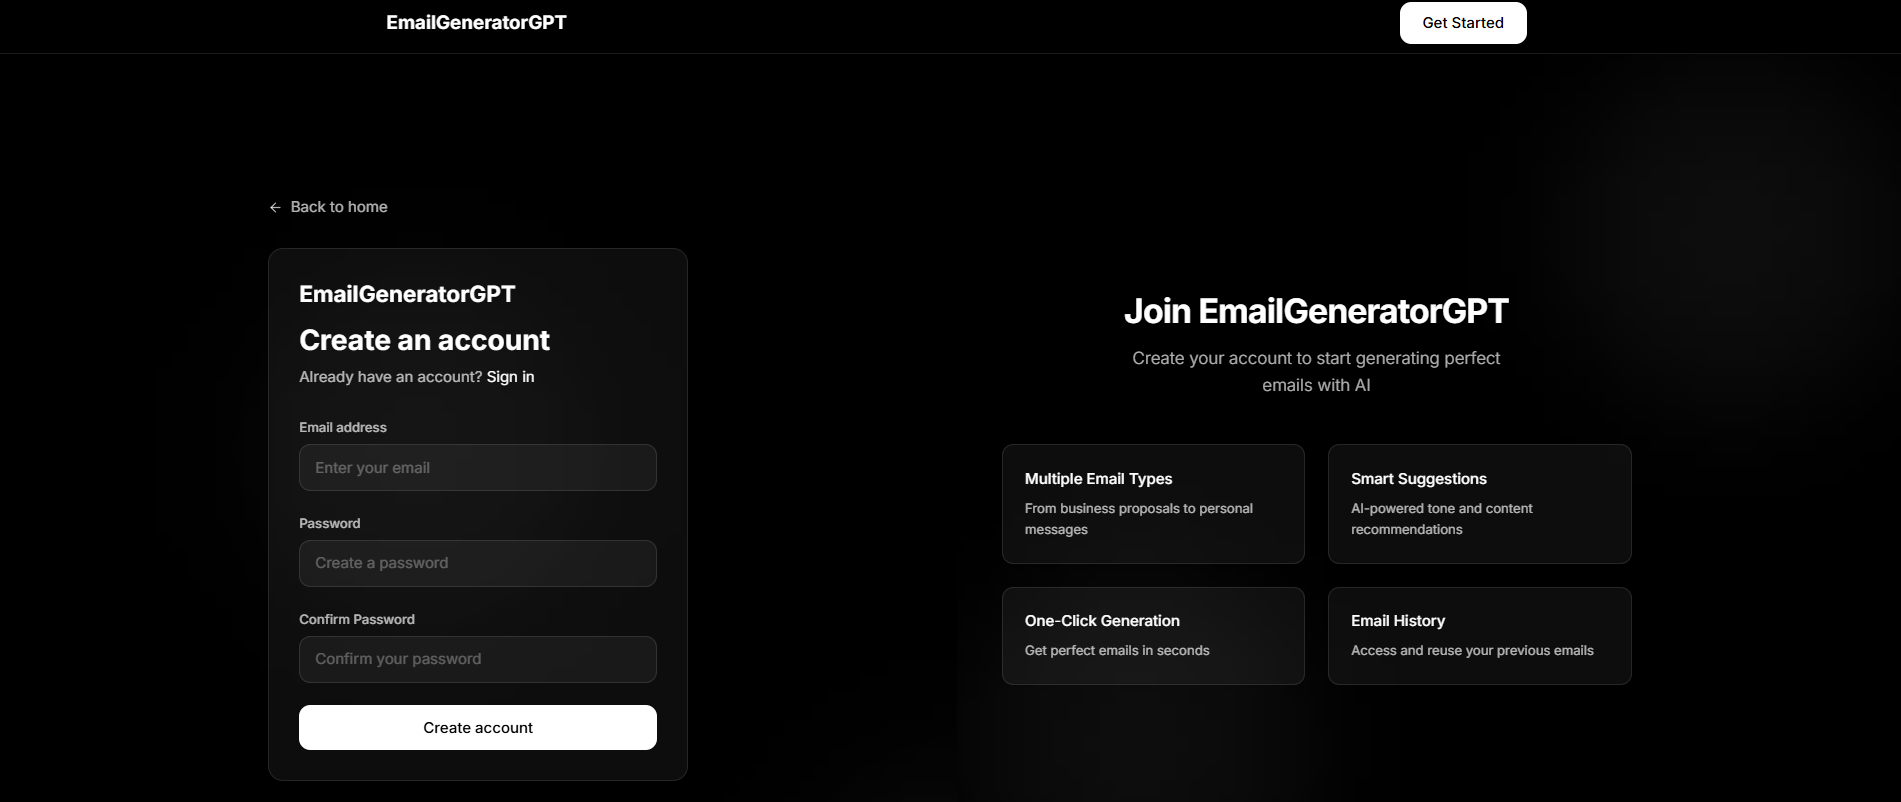 EmailGeneratorGPT
Get Started
← Back to home
EmailGeneratorGPT
Create an account
Already have an account? Sign in
Email address
Enter your email
Password
Create a password
Confirm Password
Confirm your password
Create account
Join EmailGeneratorGPT
Create your account to start generating perfect
emails with AI
Multiple Email Types
From business proposals to personal
messages
Smart Suggestions
AI-powered tone and content
recommendations
One-Click Generation
Get perfect emails in seconds
Email History
Access and reuse your previous emails